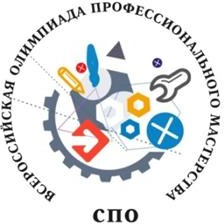 ВСЕРОССИЙСКАЯ ОЛИМПИАДА ПРОФЕССИОНАЛЬНОГО МАСТЕРСТВА
СПО